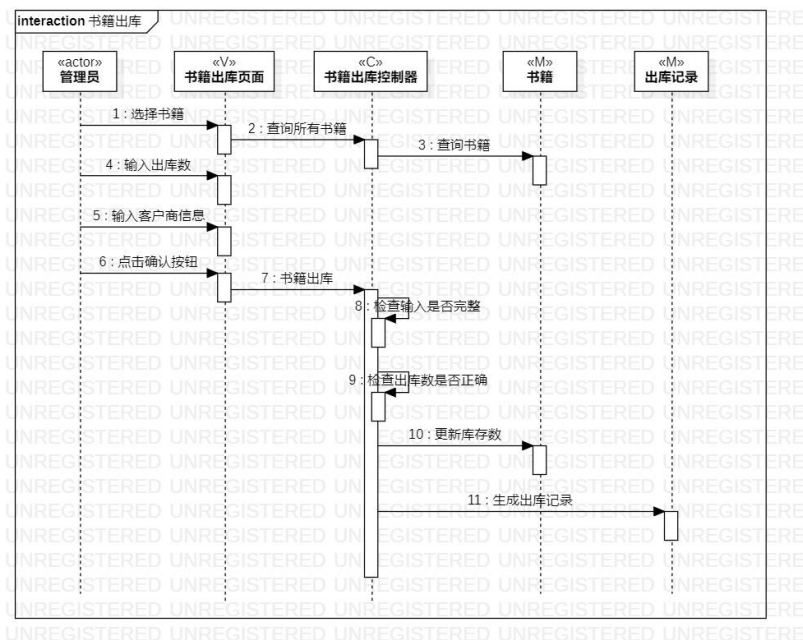 interaction 书籍出库
«actor»
管理员
«V»
书籍出库页面
«C»
书籍出库控制器
«M»
书籍
«M»
出库记录
1 : 选择书籍
2 : 查询所有书籍
3 : 查询书籍
4 : 输入出库数
5 : 输入客户商信息
6 : 点击确认按钮
7 : 书籍出库
8 : 检查输入是否完整
9 : 检查出库数是否正确
10 : 更新库存数
11 : 生成出库记录
UNREGISTERED UNREGISTERED UNREGISTERED UNREGISTERED